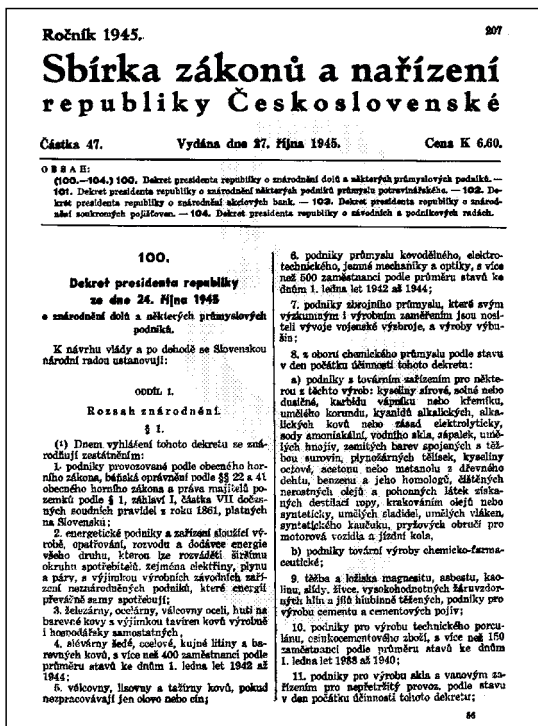 Ročník 1945.
207
Sbírka zákonů a nařízení
republiky Československé
Částka 47.
Vydána dne 27. října 1945.
Cena K 6.60.
OBSAH:
(100.—104.) 100. Dekret presidenta republiky o znárodnění dolů a některých průmyslových podniků. —
101. Dekret presidenta republiky o znárodnění některých podniků průmyslu potravinářského. — 102. De-
kret presidenta republiky o znárodnění akciových bank. — 103. Dekret presidenta republiky o znárod-
nění soukromých pojišťoven. — 104. Dekret presidenta republiky o závodních a podnikových radách.
100.
Dekret presidenta republiky
ze dne 24. října 1945
o znárodnění dolů a některých průmyslových
podniků.
K návrhu vlády a po dohodě se Slovenskou
národní radou ustanovuji:
ODDÍL I.
Rozsah znárodnění.
§ 1.
(1) Dnem vyhlášení tohoto dekretu se zná-
rodňují zestátněním:
1. podniky provozované podle obecného hor-
ního zákona, báňská oprávnění podle §§ 22 a 41
obecného horního zákona a práva majitelů po-
zemků podle § 1, záhlaví I, částka VII dočas-
ných soudních pravidel z roku 1861, platných
na Slovensku;
2. energetické podniky a zařízení sloužící vý-
robě, opatřování, rozvodu a dodávce energie
všeho druhu, kterou lze rozváděti širšímu
okruhu spotřebitelů, zejména elektřiny, plynu
a páry, s výjimkou výrobních závodních zaří-
zení neznárodněných podniků, které energii
převážně samy spotřebují;
3. železárny, ocelárny, válcovny oceli, huti na
barevné kovy s výjimkou taviren kovů výrobně
i hospodářsky samostatných,
4. slévárny šedé, ocelové, kujné litiny a ba-
revných kovů, s více než 400 zaměstnanci podle
průměru stavů ke dnům 1. ledna let 1942 až
1944;
5. válcovny, lisovny a tažírny kovů, pokud
nezpracovávají jen olovo nebo cín;
6. podniky průmyslu kovodělného, elektro-
technického, jemné mechaniky a optiky, s více
než 500 zaměstnanci podle průměru stavů ke
dnům 1. ledna let 1942 až 1944;
7. podniky zbrojního průmyslu, které svým
výzkumným i výrobním zaměřením jsou nosi-
teli vývoje vojenské výzbroje, a výroby výbu-
šin;
8. z oboru chemického průmyslu podle stavu
v den počátku účinnosti tohoto dekretu:
a) podniky s továrním zařízením pro někte-
rou z těchto výrob: kyseliny sírové, solné nebo
dusičné, karbidu vápníku nebo křemíku,
umělého korundu, kyanidů alkalických, alka-
lických kovů nebo zásad elektrolyticky,
sody amoniakální, vodního skla, zápalek, umě-
lých hnojiv, zemitých barev spojených s těž-
bou surovin, plynožárných tělísek, kyseliny
octové, acetonu nebo metanolu z dřevného
dehtu, benzenu a jeho homologů, čištěných
nerostných olejů a pohonných látek získa-
ných destilací ropy, krakováním olejů nebo
synteticky, umělých sladidel, umělých vláken,
syntetického kaučuku, pryžových obručí pro
motorová vozidla a jízdní kola,
b) podniky tovární výroby chemicko-farma-
ceutické;
9. těžba a ložiska magnesitu, asbestu, kao-
linu, slídy, živce, vysokohodnotných žáruvzdor-
ných hlín a jílů hlubinně těžených, podniky pro
výrobu cementu a cementových pojiv;
10. podniky pro výrobu technického porcu-
lánu, osinkocementového zboží, s více než 150
zaměstnanci podle průměru stavů ke dnům
1. ledna let 1938 až 1940;
11. podniky pro výrobu skla s vanovým za-
řízením pro nepřetržitý provoz, podle stavu
v den počátku účinnosti tohoto dekretu;
56